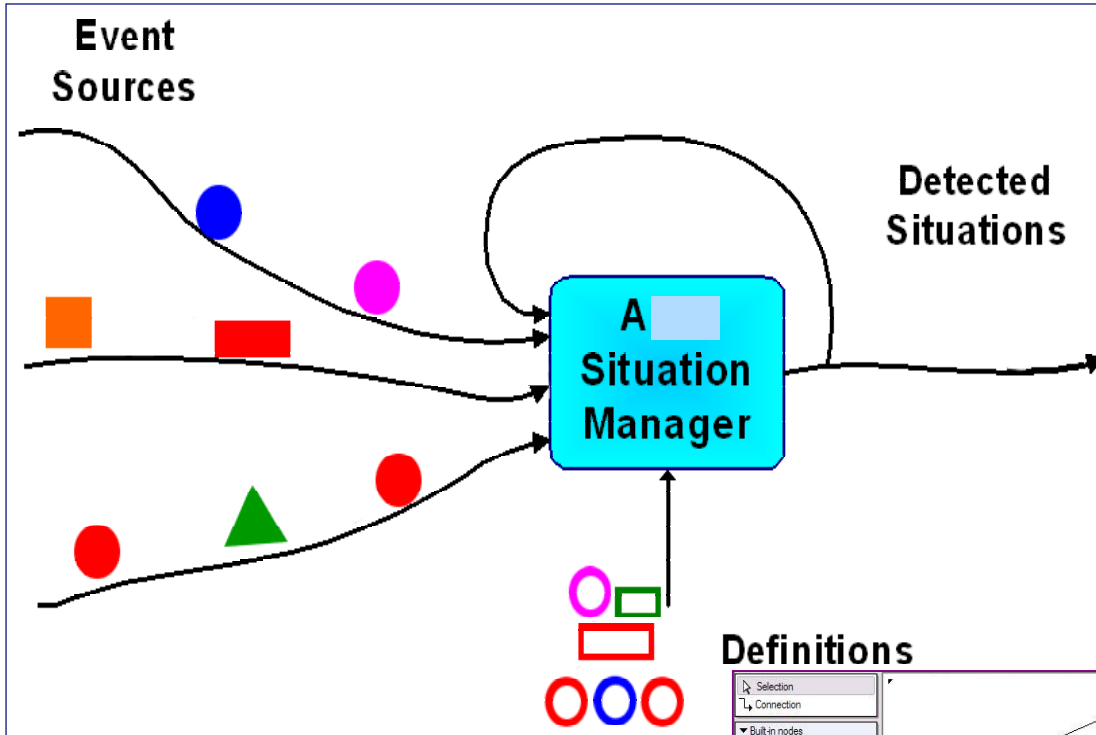 Event
Sources
Detected
Situations
A
Situation
Manager
Definitions
Selection
Connection
Built-in nodes